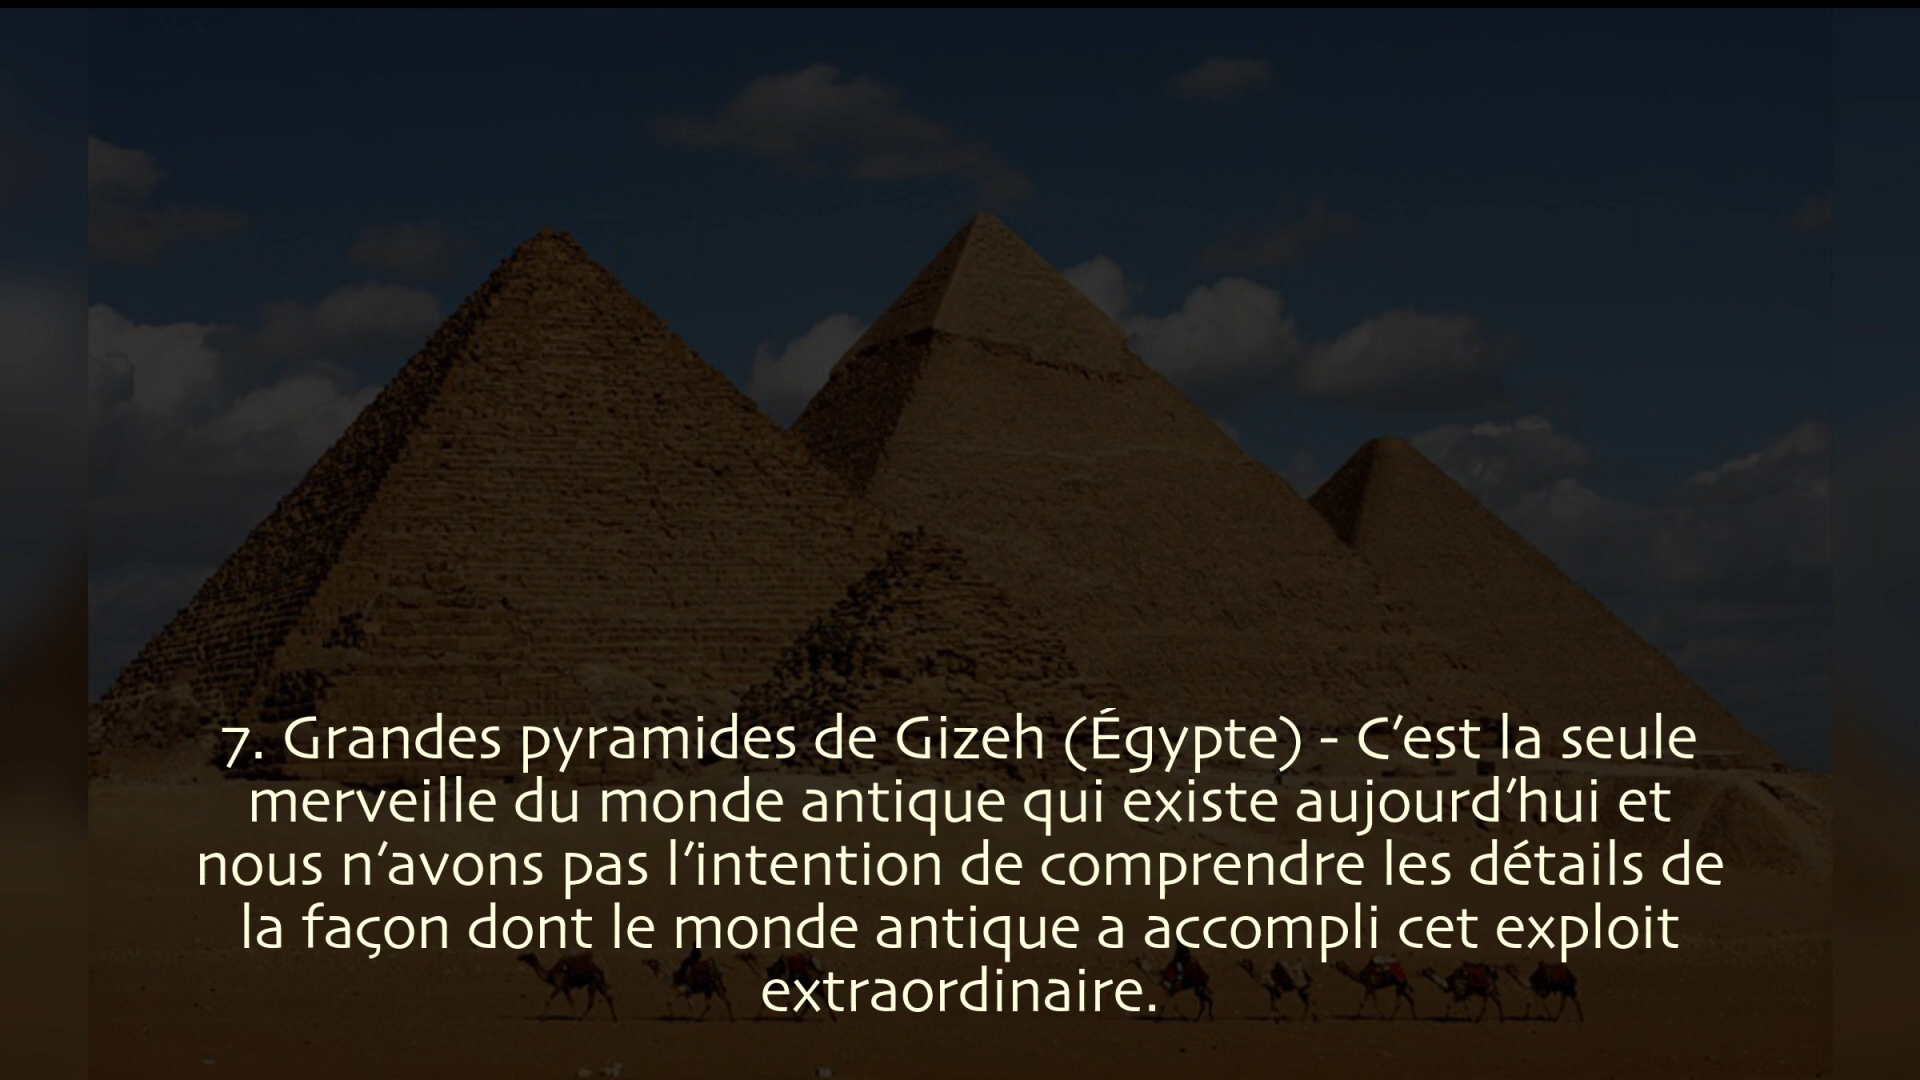 7. Grandes pyramides de Gizeh (Égypte) - C'est la seule
merveille du monde antique qui existe aujourd'hui et
nous n'avons pas l'intention de comprendre les détails de
la façon dont le monde antique a accompli cet exploit
extraordinaire.